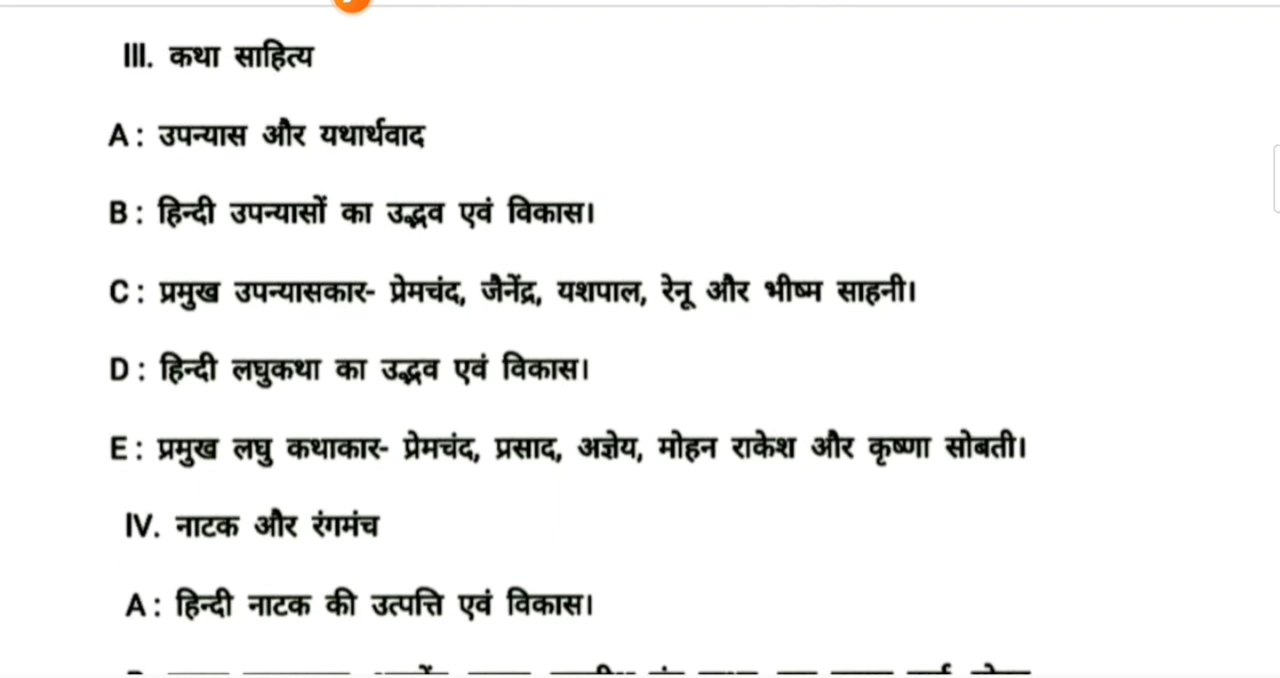 III. कथा साहित्य
A: उपन्यास और यथार्थवाद
B: हिन्दी उपन्यासों का उद्भव एवं विकास।
C: प्रमुख उपन्यासकार- प्रेमचंद, जैनेंद्र, यशपाल, रेनू और भीष्म साहनी।
D: हिन्दी लघुकथा का उद्भव एवं विकास।
E: प्रमुख लघु कथाकार- प्रेमचंद, प्रसाद, अज्ञेय, मोहन राकेश और कृष्णा सोबती।
IV. नाटक और रंगमंच
A: हिन्दी नाटक की उत्पत्ति एवं विकास।